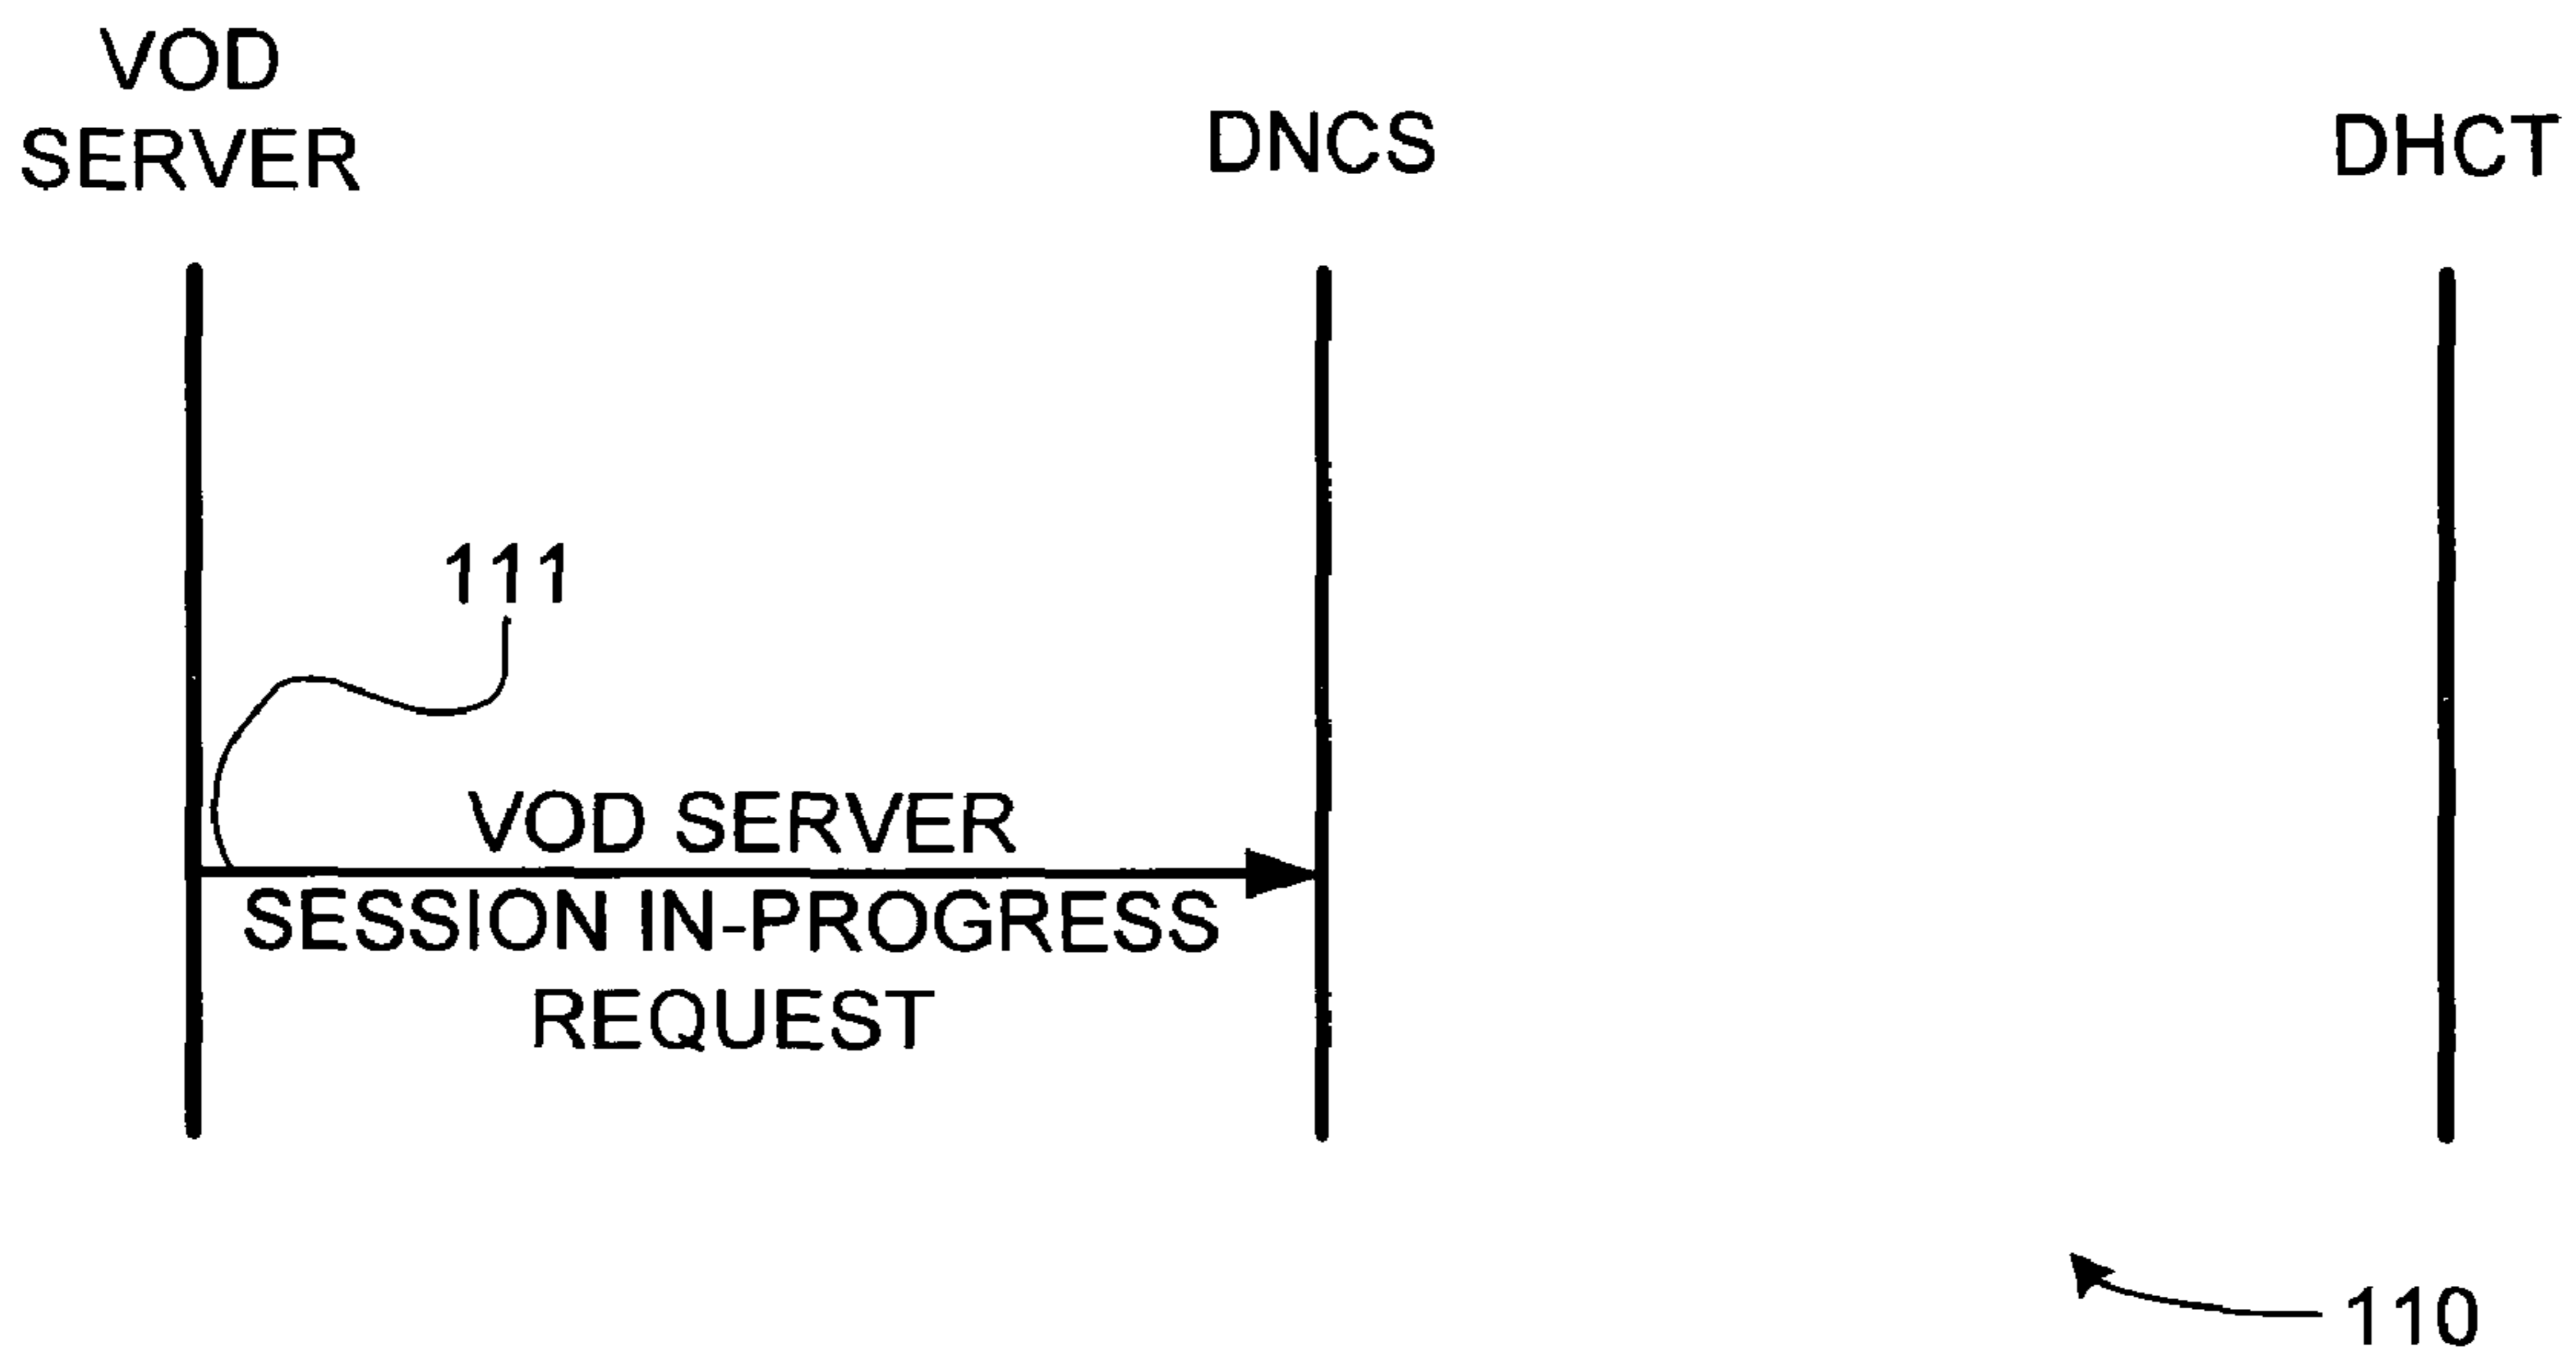 VOD
SERVER
DNCS
DHCT
111
VOD SERVER
SESSION IN-PROGRESS
REQUEST
110